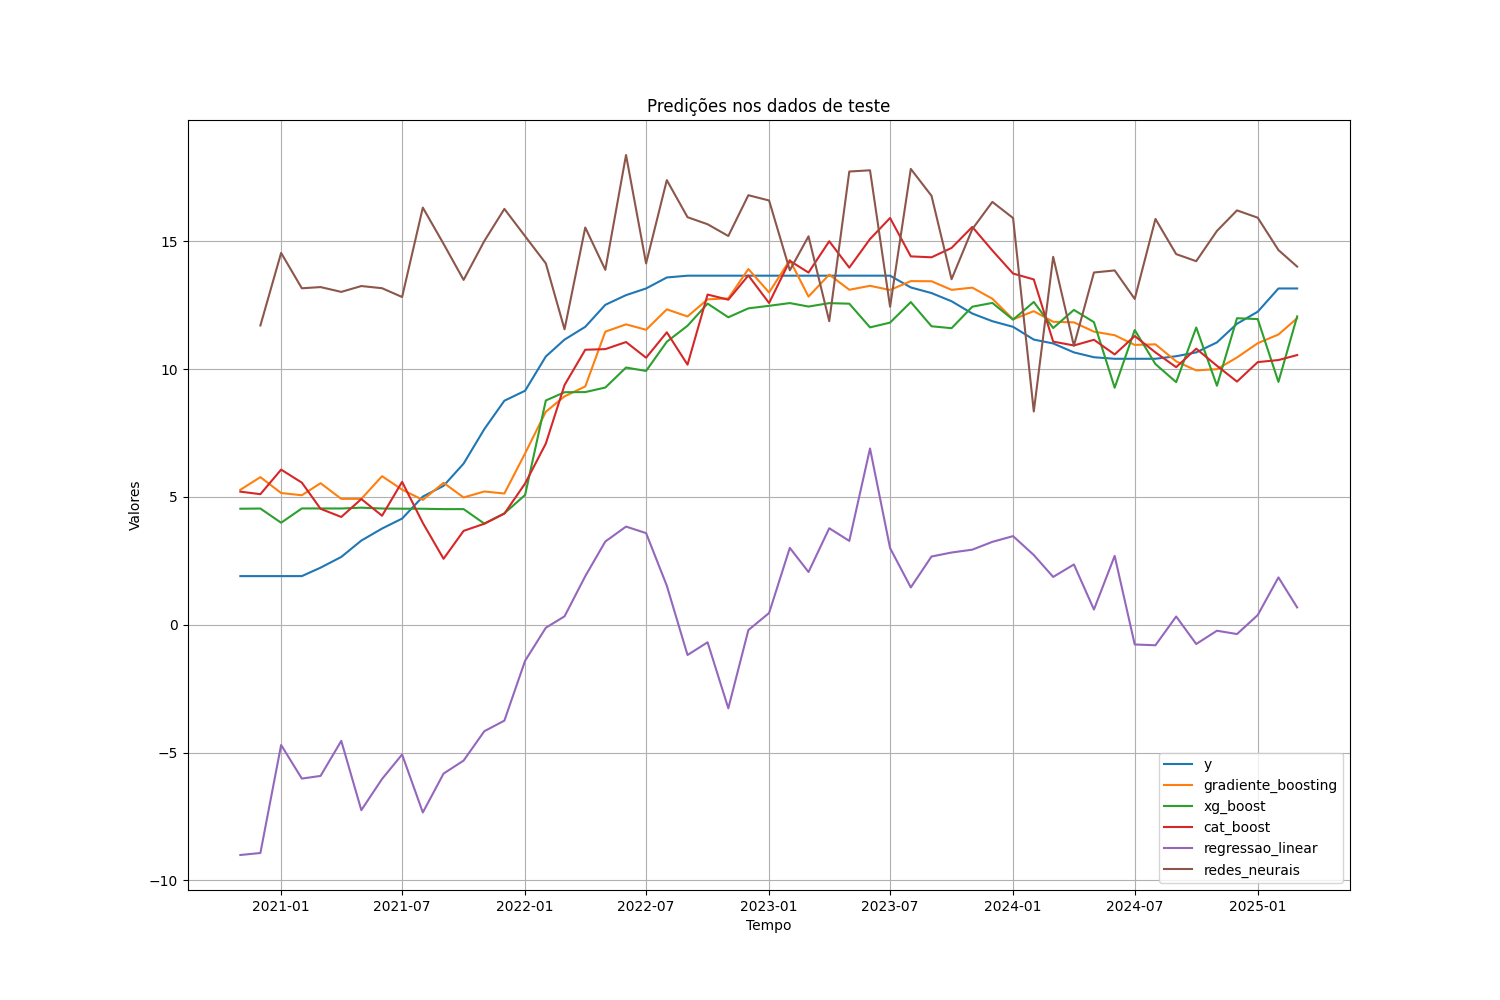 Predições nos dados de teste
Valores
15
10
5
0
−5
−10
2021-01
2021-07
2022-01
2022-07
2023-01
2023-07
2024-01
2024-07
2025-01
Tempo
y
gradiente_boosting
xg_boost
cat_boost
regressao_linear
redes_neurais